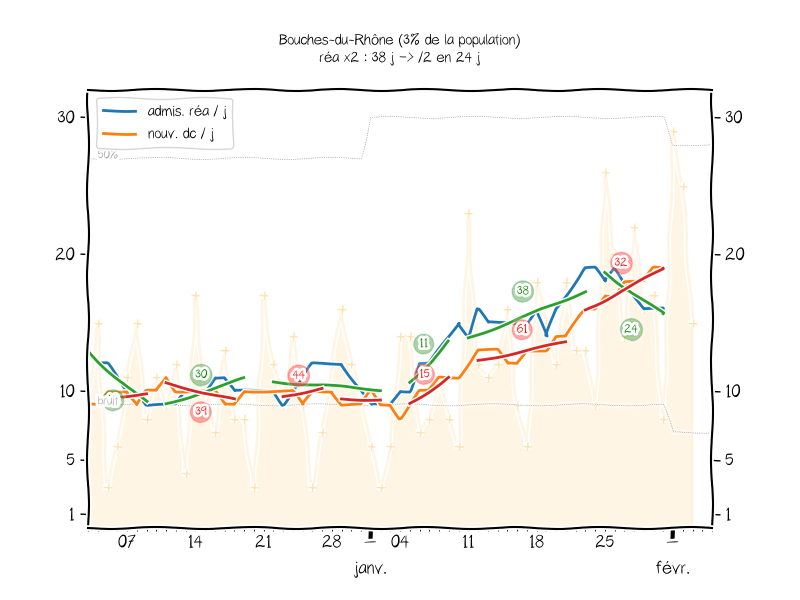 Bouches-du-Rhône (3% de la population)
réa x2 : 38 j -> /2 en 24 j
admis. réa / j
nouv. dc / j
50%
bruit
30 20 10 5 1
30 20 10 5 1
9 30 39 44 11 15 38 61 32 24
07 14 21 28 04 11 18 25
janv. févr.